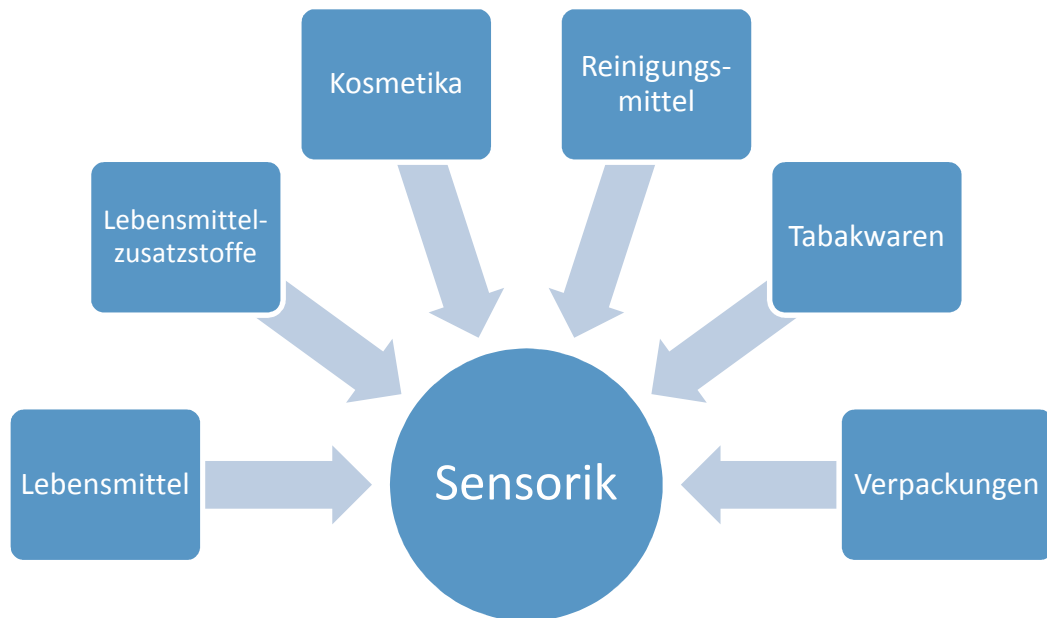 Kosmetika
Reinigungs-
mittel
Lebensmittel-
zusatzstoffe
Tabakwaren
Lebensmittel
Sensorik
Verpackungen